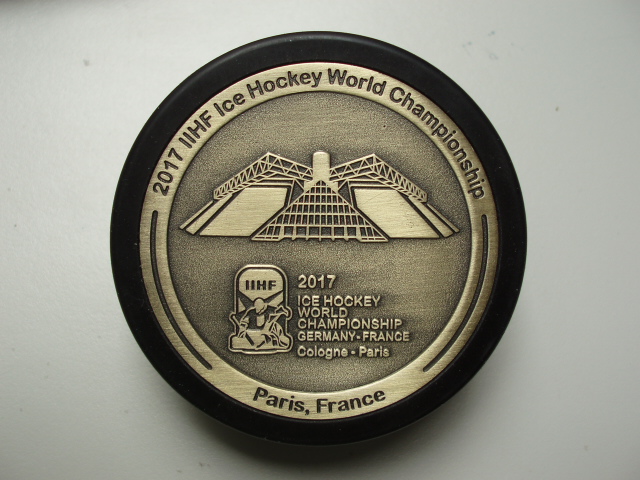 2017 IIHF Ice Hockey World Championship
IIHF
2017
ICE HOCKEY
WORLD
CHAMPIONSHIP
GERMANY-FRANCE
Cologne - Paris
Paris, France